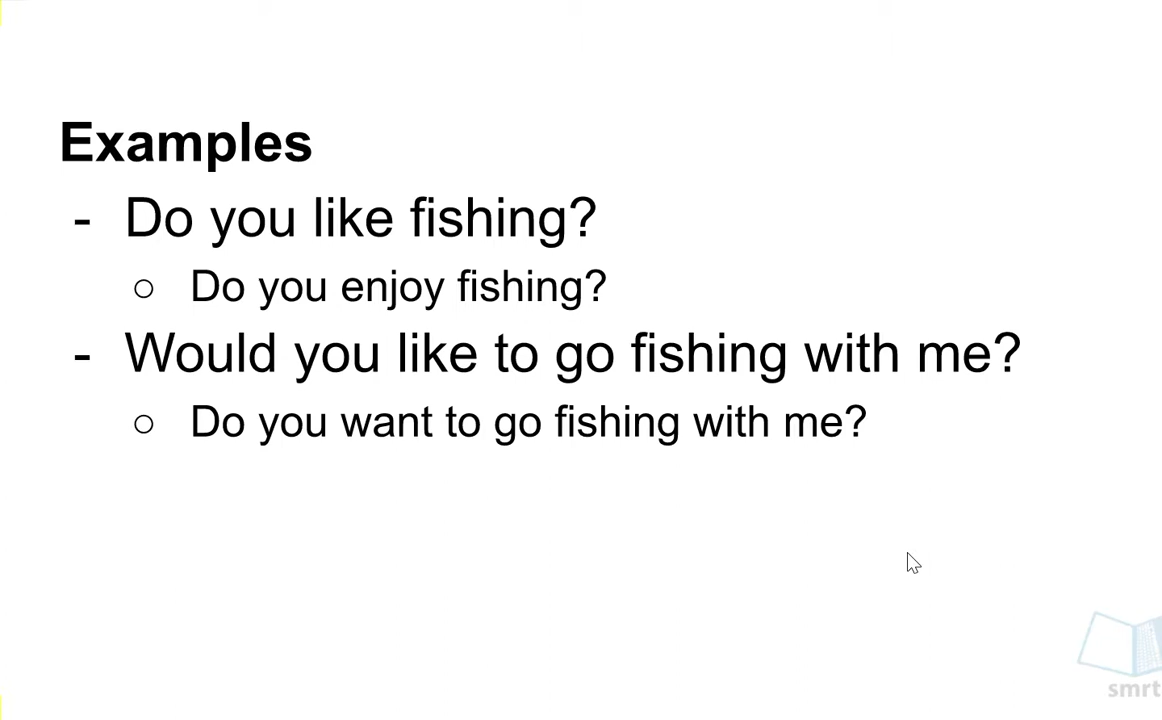 Examples
- Do you like fishing?
○ Do you enjoy fishing?
- Would you like to go fishing with me?
○ Do you want to go fishing with me?
smrt